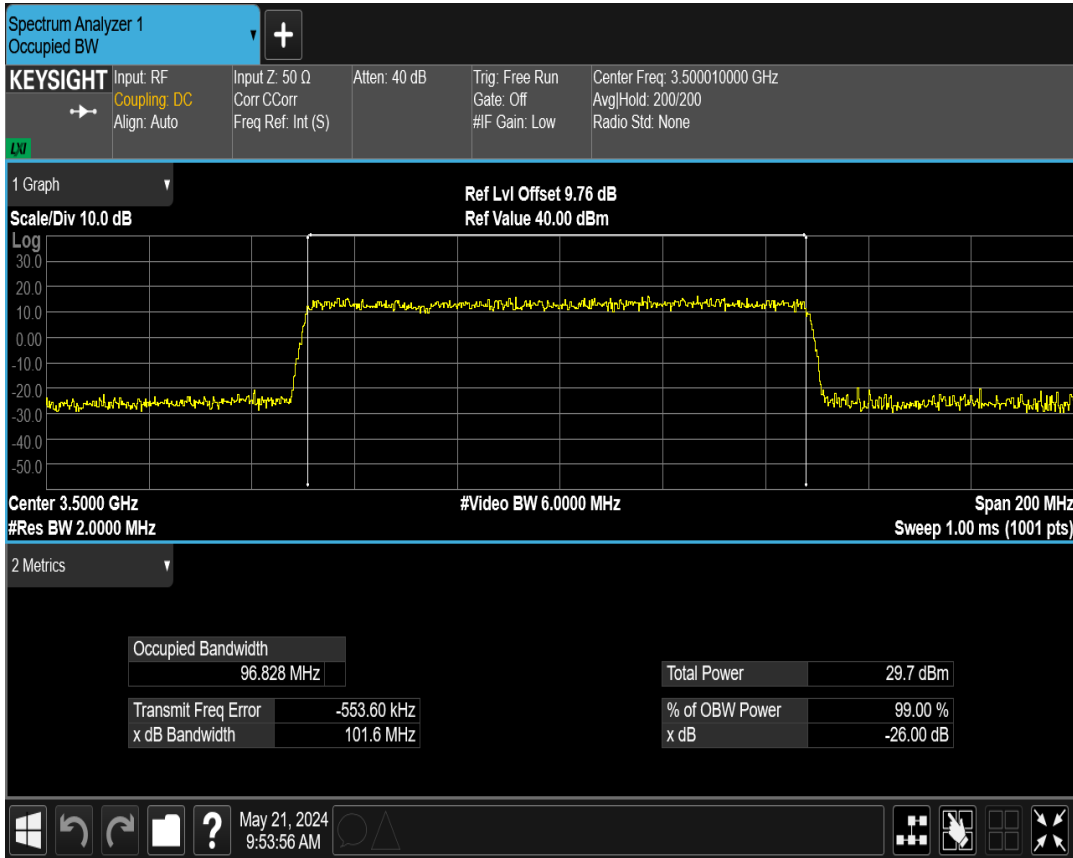 Spectrum Analyzer 1
Occupied BW
KEYSIGHT
LXI
Input: RF
Coupling: DC
Align: Auto
Input Z: 50 Ω
Corr CCorr
Freq Ref: Int (S)
Atten: 40 dB
Trig: Free Run
Gate: Off
#IF Gain: Low
Center Freq: 3.500010000 GHz
Avg|Hold: 200/200
Radio Std: None
1 Graph
Scale/Div 10.0 dB
Ref Lvl Offset 9.76 dB
Ref Value 40.00 dBm
Log
30.0
20.0
10.0
0.00
-10.0
-20.0
-30.0
-40.0
-50.0
Center 3.5000 GHz
#Video BW 6.0000 MHz
Span 200 MHz
#Res BW 2.0000 MHz
Sweep 1.00 ms (1001 pts)
2 Metrics
Occupied Bandwidth
96.828 MHz
Total Power 29.7 dBm
Transmit Freq Error -553.60 kHz
% of OBW Power 99.00 %
x dB Bandwidth 101.6 MHz
x dB -26.00 dB
?
May 21, 2024
9:53:56 AM